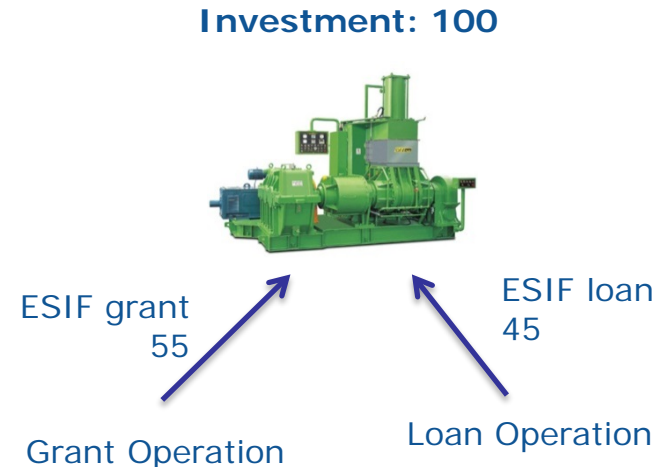 Investment: 100
ESIF grant
55
ESIF loan
45
Grant Operation
Loan Operation